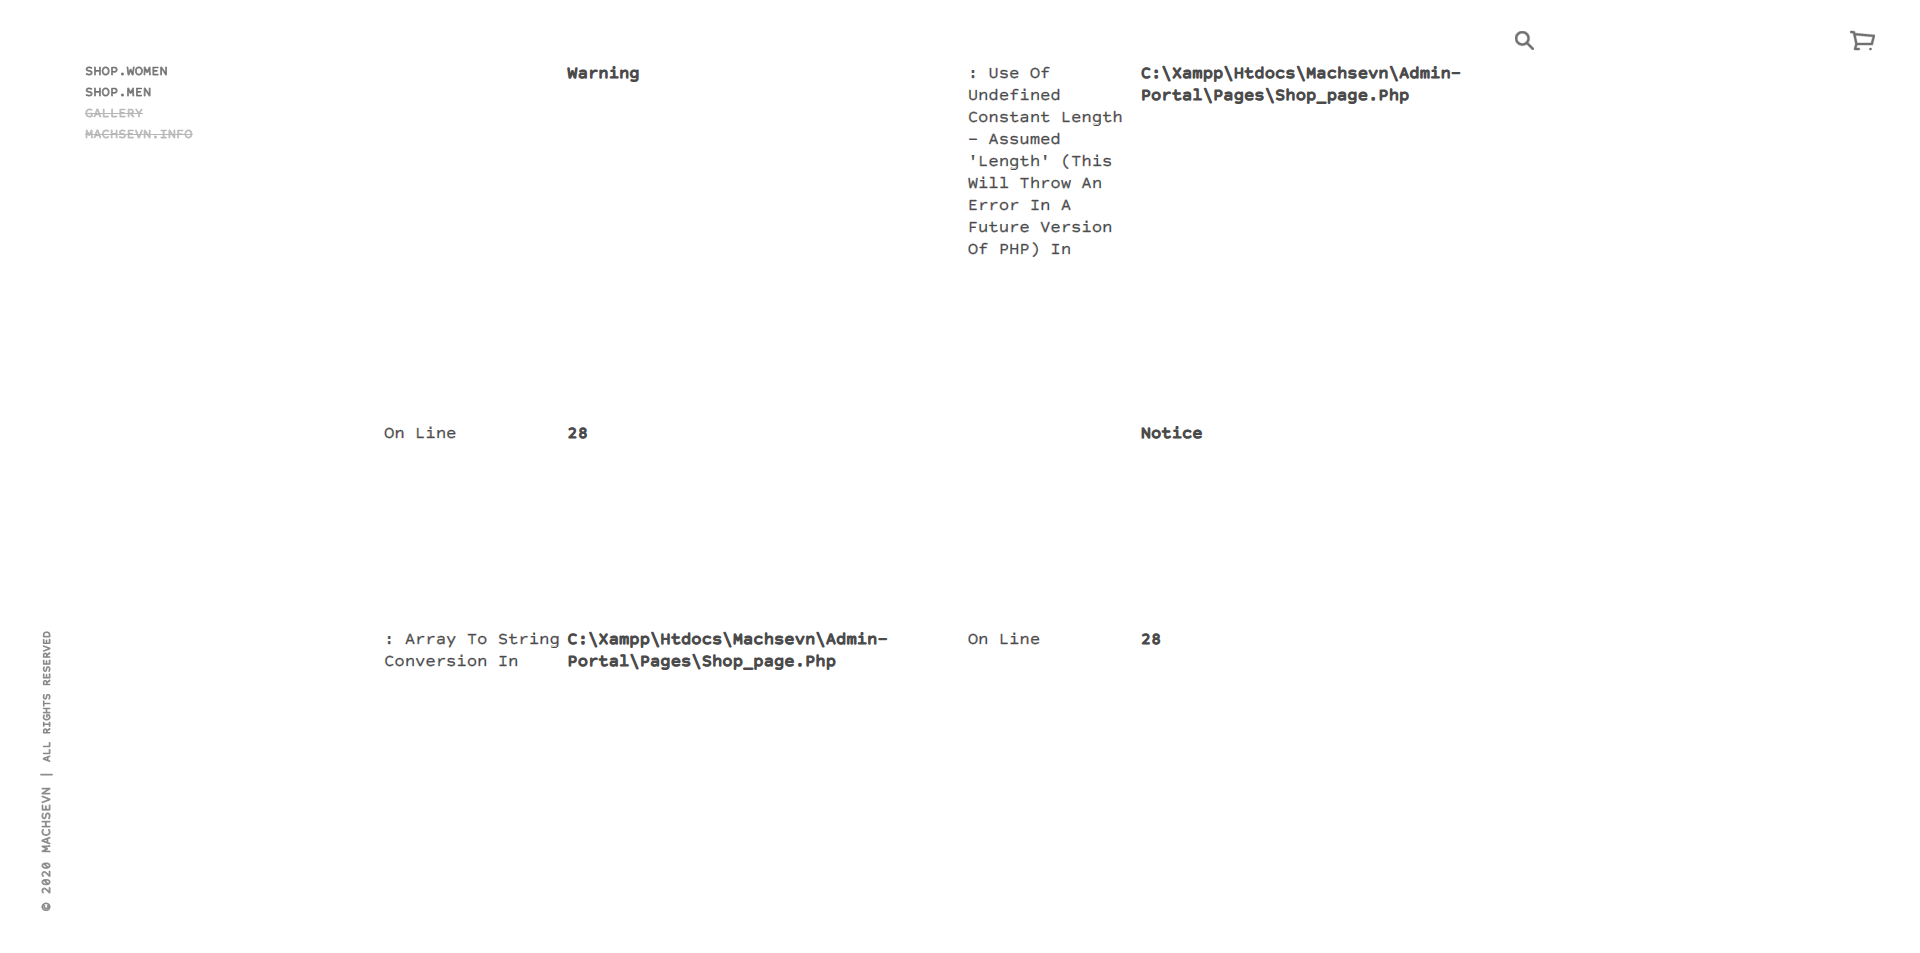 SHOP.WOMEN
SHOP.MEN
GALLERY
MACHSEVN.INFO
Warning
: Use Of
Undefined
Constant Length
- Assumed
'Length' (This
Will Throw An
Error In A
Future Version
Of PHP) In
C:\Xampp\Htdocs\Machsevn\Admin-
Portal\Pages\Shop_page.Php
On Line
28
Notice
: Array To String
Conversion In
C:\Xampp\Htdocs\Machsevn\Admin-
Portal\Pages\Shop_page.Php
On Line
28
© 2020 MACHSEVN | ALL RIGHTS RESERVED